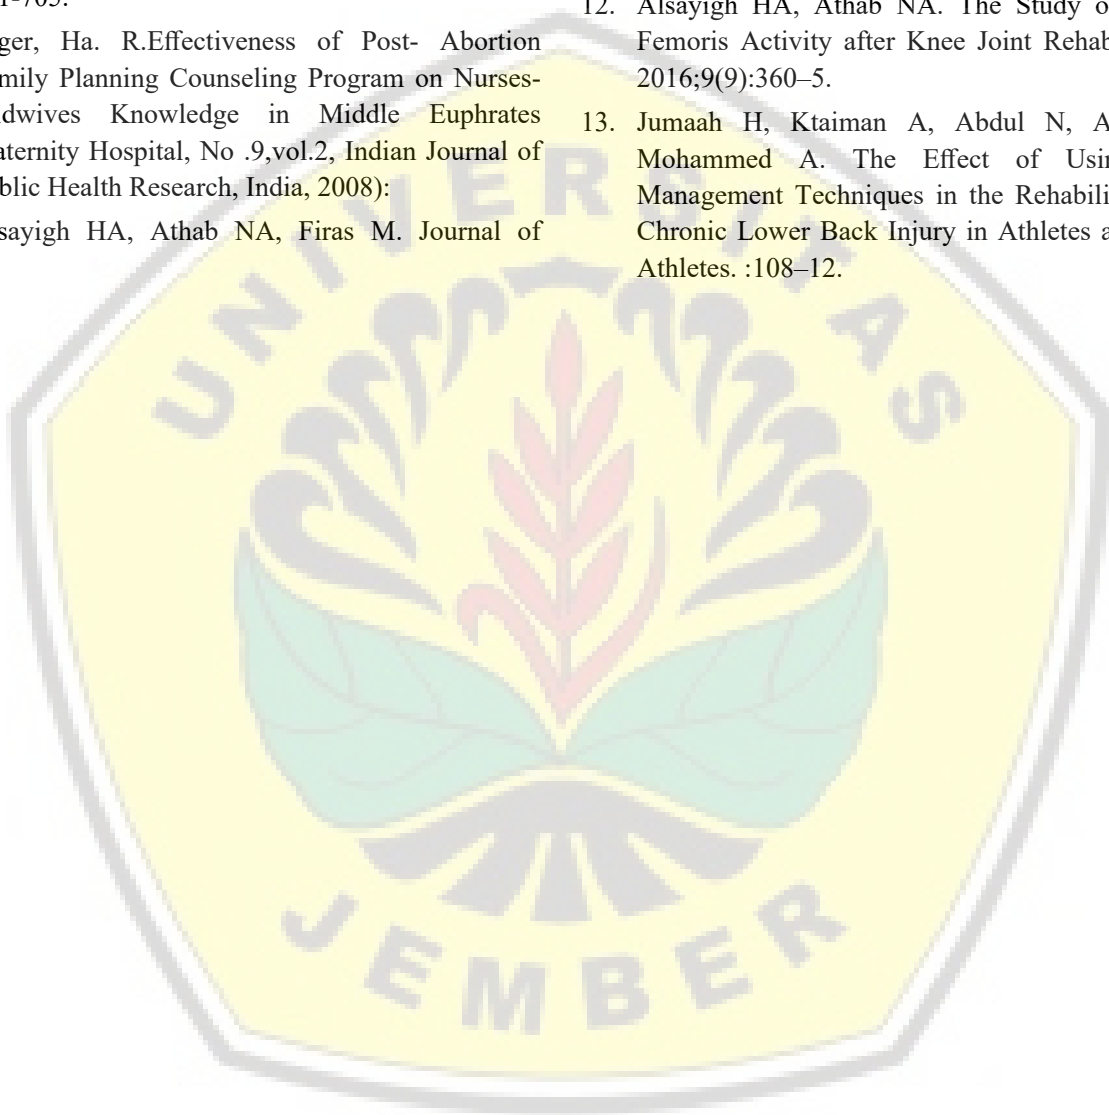 ger, Ha. R.Effectiveness of Post- Abortion
mily Planning Counseling Program on Nurses-
dwives Knowledge in Middle Euphrates
aternity Hospital, No .9,vol.2, Indian Journal of
blic Health Research, India, 2008):
sayigh HA, Athab NA, Firas M. Journal of
12. Alsayigh HA, Athab NA. The Study o
Femoris Activity after Knee Joint Rehab
2016;9(9):360–5.
13. Jumaah H, Ktaiman A, Abdul N, A
Mohammed A. The Effect of Usin
Management Techniques in the Rehabili
Chronic Lower Back Injury in Athletes a
Athletes. :108–12.
UNIVERSITAS
JEMBER